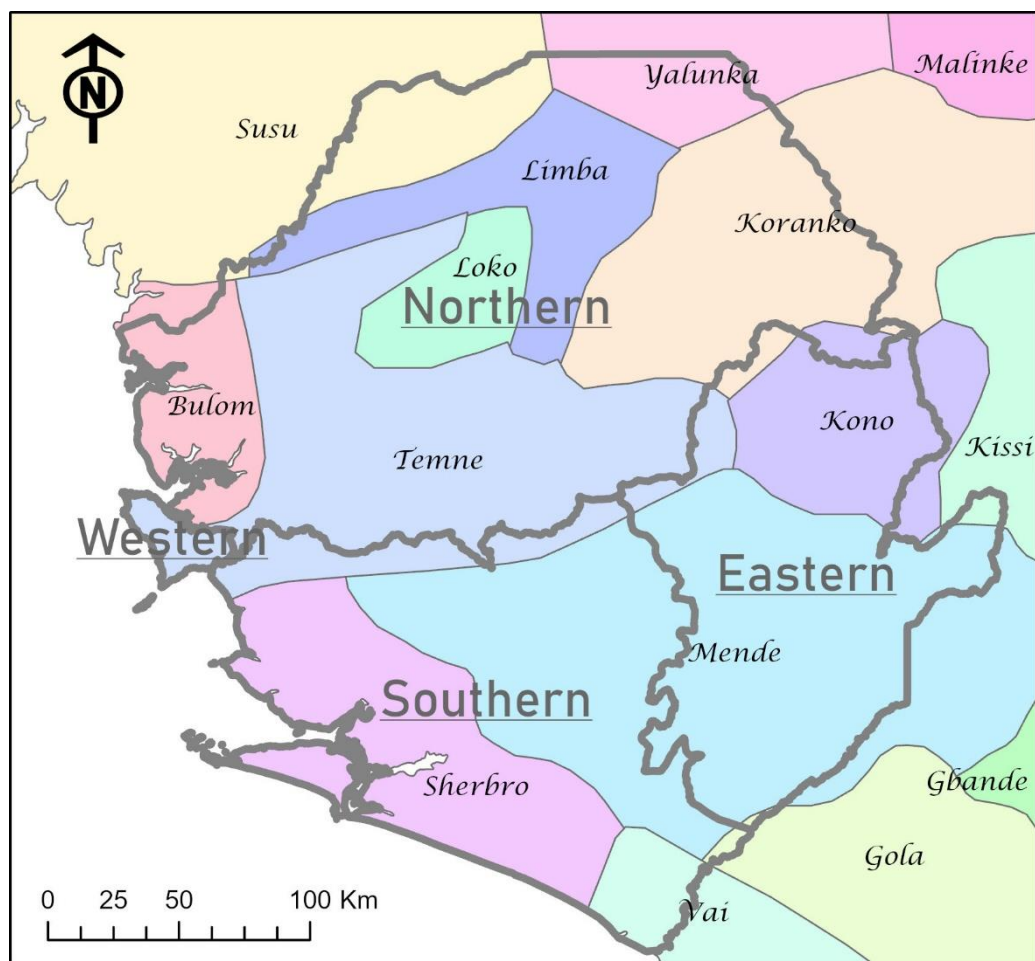 N
Yalunka
Malinke
Susu
Limba
Koranko
Loko
Northern
Bulom
Kono
Temne
Kissi
Western
Eastern
Mende
Southern
Sherbro
Gbande
Gola
Vai
0 25 50 100 Km